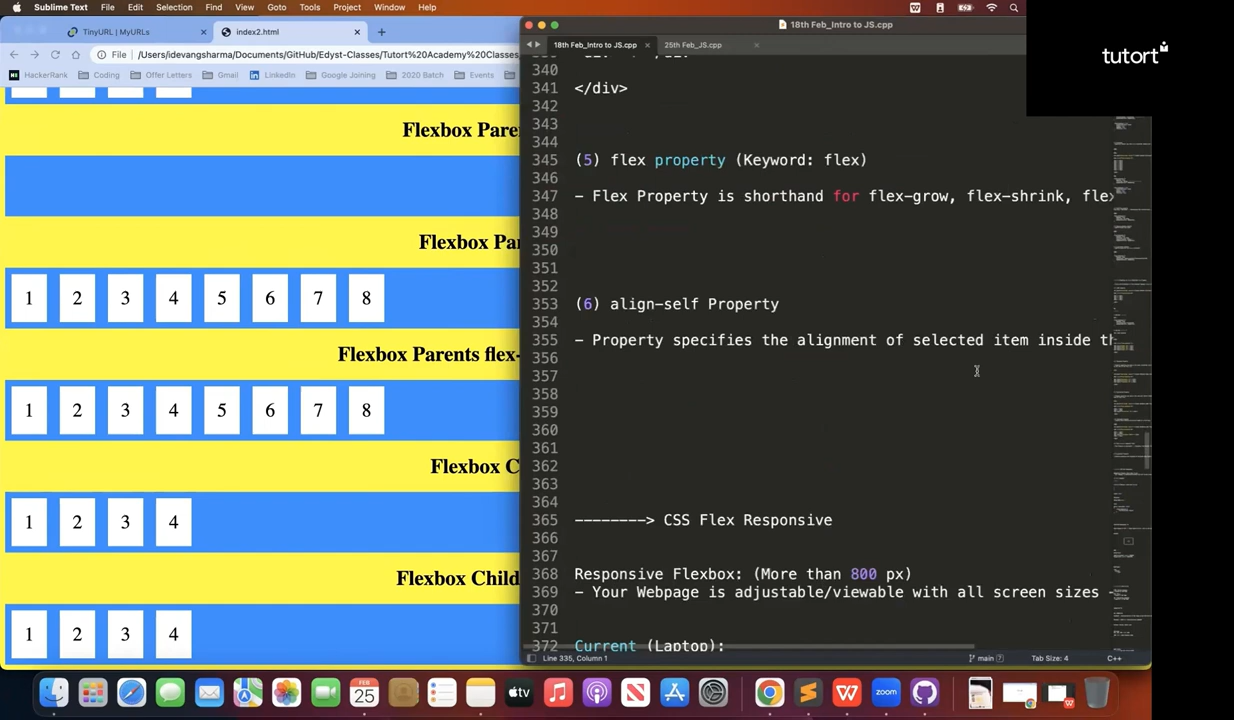 Sublime Text File Edit Selection View Goto Tools Project Window Help
TinyURL | MyURLs
index2.html
File /Users/idevangsharma/Documents/GitHub/Edyst-Classes/Tutort%20Academy%20Classes
HackerRank Coding Offer Letters Gmail LinkedIn Google Joining 2020 Batch Events
Flexbox Pare
Flexbox Pa
1 2 3 4 5 6 7 8
Flexbox Parents flex-
1 2 3 4 5 6 7 8
Flexbox C
1 2 3 4
Flexbox Child
1 2 3 4
18th Feb_Intro to JS.cpp
18th Feb_Intro to JS.cpp
25th Feb_JS.cpp
tutort
340
341 </div>
342
343
344
345 (5) flex property (Keyword: flex)
346
347 - Flex Property is shorthand for flex-grow, flex-shrink, flex
348
349
350
351
352
353 (6) align-self Property
354
355 - Property specifies the alignment of selected item inside th
356
357
358
359
360
361
362
363
364
365 --------> CSS Flex Responsive
366
367
368 Responsive Flexbox: (More than 800 px)
369 - Your Webpage is adjustable/viewable with all screen sizes -
370
371
372 Current (Laptop):
Line 335, Column 1
main
Tab Size: 4
C++
FEB
25
tv
zoom